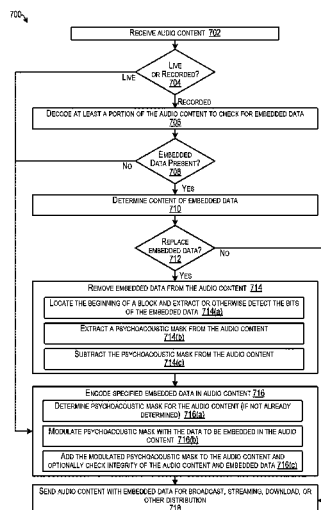 700
RECEIVE AUDIO CONTENT 702
LIVE
OR RECORDED?
704
LIVE
RECORDED
DECODE AT LEAST A PORTION OF THE AUDIO CONTENT TO CHECK FOR EMBEDDED DATA
706
EMBEDDED
DATA PRESENT?
708
NO
YES
DETERMINE CONTENT OF EMBEDDED DATA
710
REPLACE
EMBEDDED DATA?
712
NO
YES
REMOVE EMBEDDED DATA FROM THE AUDIO CONTENT 714
LOCATE THE BEGINNING OF A BLOCK AND EXTRACT OR OTHERWISE DETECT THE BITS
OF THE EMBEDDED DATA 714(a)
EXTRACT A PSYCHOACOUSTIC MASK FROM THE AUDIO CONTENT
714(b)
SUBTRACT THE PSYCHOACOUSTIC MASK FROM THE AUDIO CONTENT
714(c)
ENCODE SPECIFIED EMBEDDED DATA IN AUDIO CONTENT 716
DETERMINE PSYCHOACOUSTIC MASK FOR THE AUDIO CONTENT (IF NOT ALREADY
DETERMINED) 716(a)
MODULATE PSYCHOACOUSTIC MASK WITH THE DATA TO BE EMBEDDED IN THE AUDIO
CONTENT 716(b)
ADD THE MODULATED PSYCHOACOUSTIC MASK TO THE AUDIO CONTENT AND
OPTIONALLY CHECK INTEGRITY OF THE AUDIO CONTENT AND EMBEDDED DATA 716(c)
SEND AUDIO CONTENT WITH EMBEDDED DATA FOR BROADCAST, STREAMING, DOWNLOAD, OR
OTHER DISTRIBUTION
718